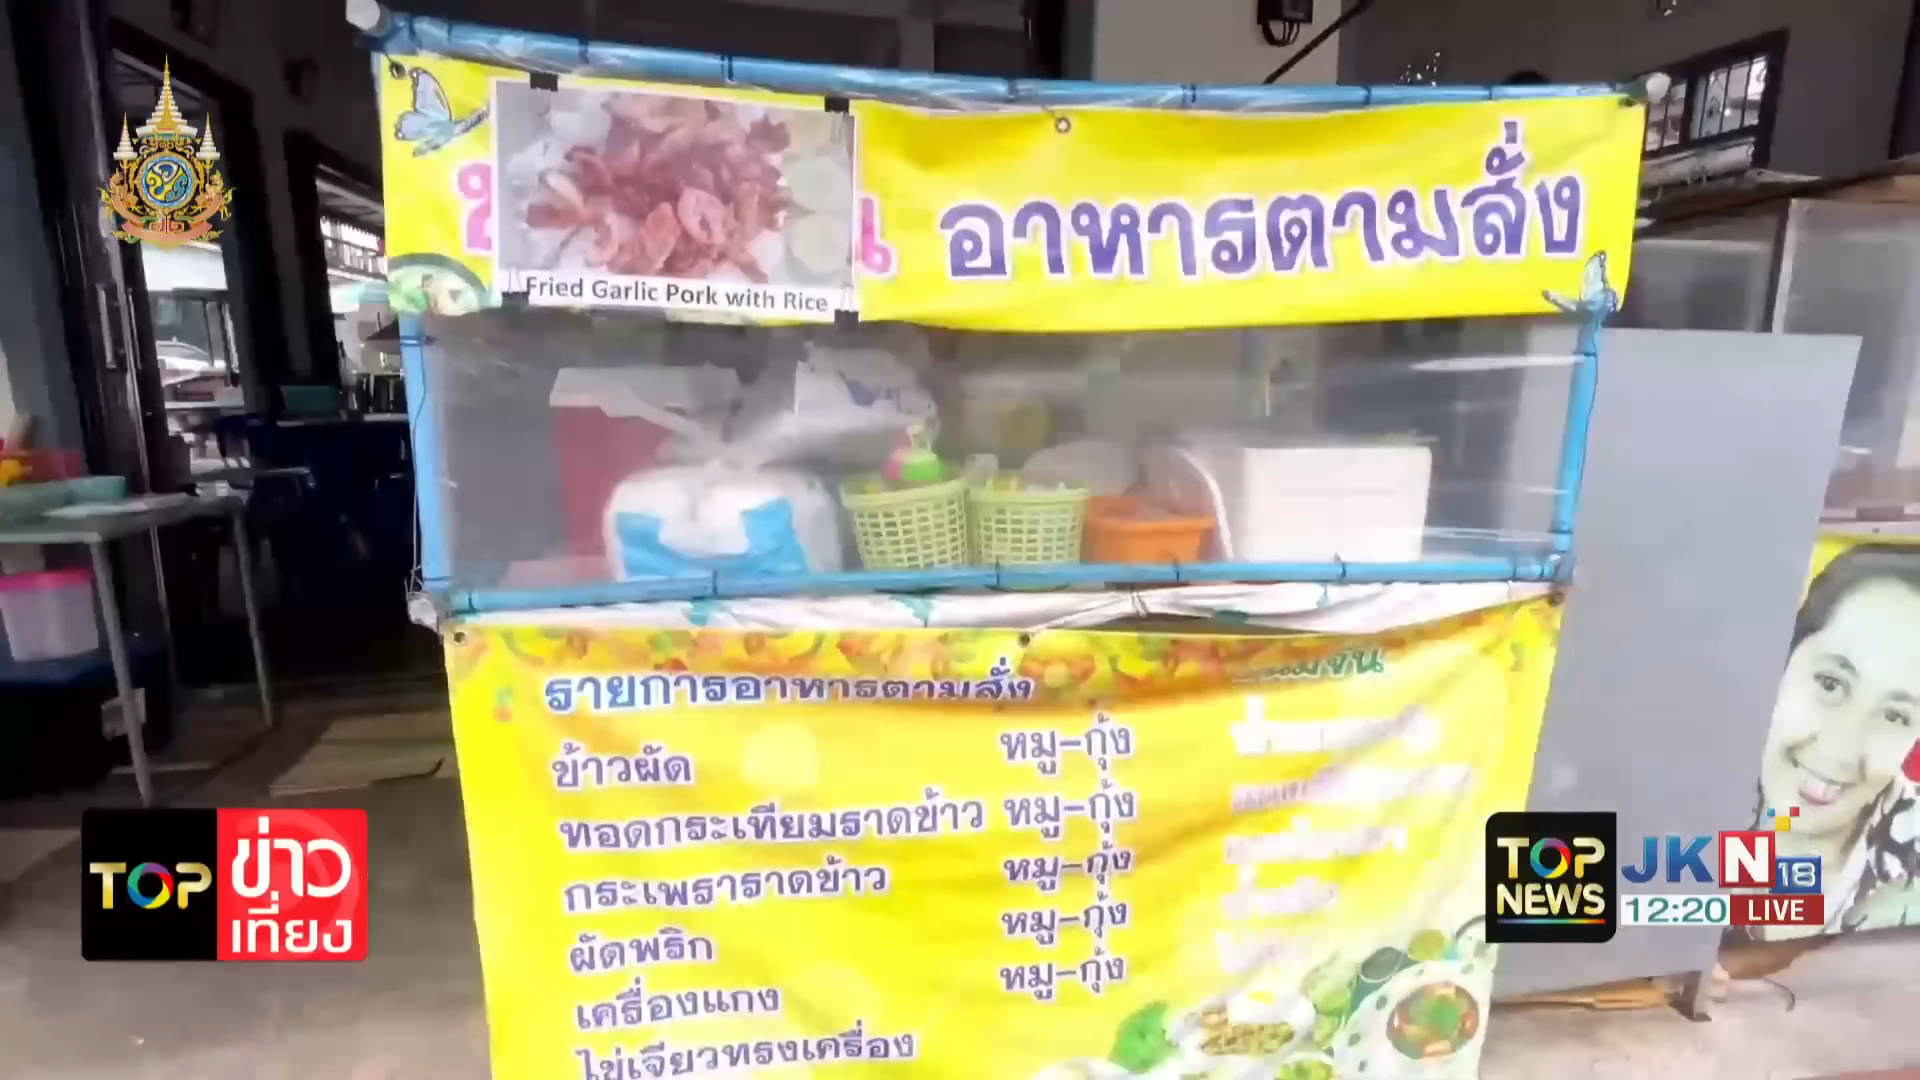 อาหารตามสั่ง
Fried Garlic Pork with Rice
รายการอาหารตามสั่ง
ข้าวผัด หมู-กุ้ง
ทอดกระเทียมราดข้าว หมู-กุ้ง
กระเพราราดข้าว หมู-กุ้ง
ผัดพริก หมู-กุ้ง
เครื่องแกง หมู-กุ้ง
ไข่เจียวทรงเครื่อง
TOP ข่าว
เที่ยง
TOP
NEWS
JKN 18
12:20 LIVE